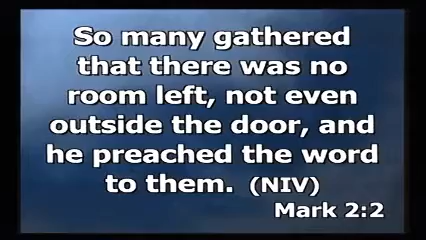 So many gathered
that there was no
room left, not even
outside the door, and
he preached the word
to them. (NIV)
Mark 2:2